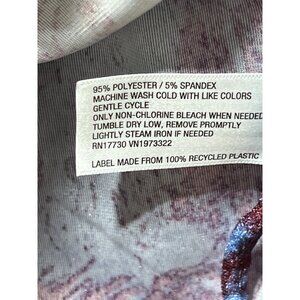 95% POLYESTER / 5% SPANDEX
MACHINE WASH COLD WITH LIKE COLORS
GENTLE CYCLE
ONLY NON-CHLORINE BLEACH WHEN NEEDED
TUMBLE DRY LOW, REMOVE PROMPTLY
LIGHTLY STEAM IRON IF NEEDED
RN17730 VN1973322
LABEL MADE FROM 100% RECYCLED PLASTIC